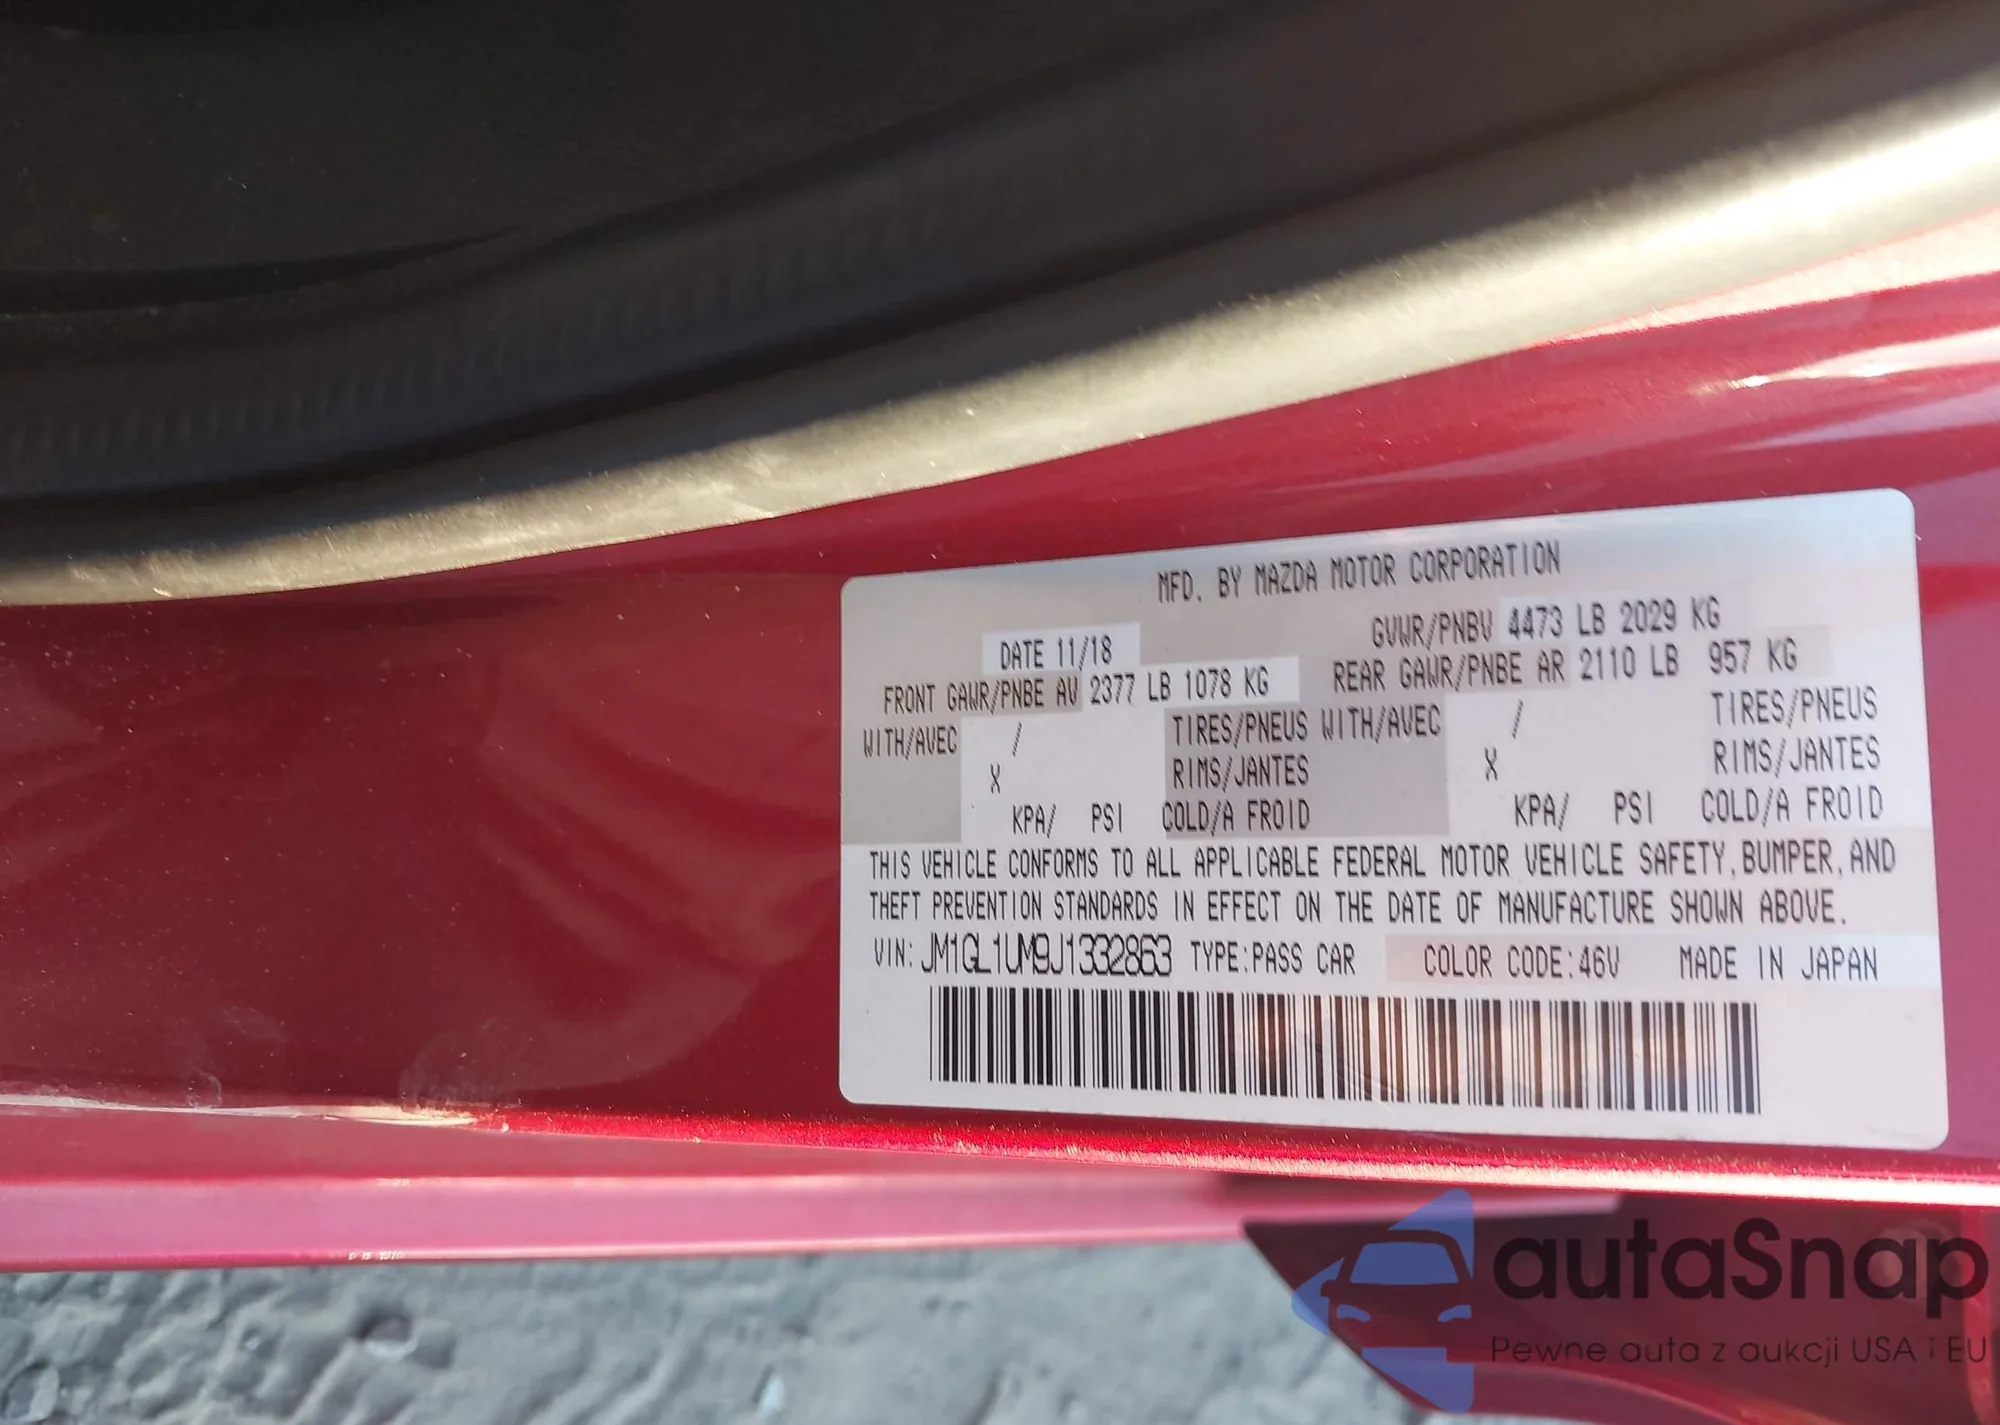 MFD. BY MAZDA MOTOR CORPORATION
DATE 11/18 GVWR/PNBV 4473 LB 2029 KG
FRONT GAWR/PNBE AV 2377 LB 1078 KG REAR GAWR/PNBE AR 2110 LB 957 KG
WITH/AVEC / TIRES/PNEUS WITH/AVEC / TIRES/PNEUS
X RIMS/JANTES X RIMS/JANTES
KPA/ PSI COLD/A FROID KPA/ PSI COLD/A FROID
THIS VEHICLE CONFORMS TO ALL APPLICABLE FEDERAL MOTOR VEHICLE SAFETY, BUMPER, AND
THEFT PREVENTION STANDARDS IN EFFECT ON THE DATE OF MANUFACTURE SHOWN ABOVE.
VIN: JM1GL1UM9J1332863 TYPE:PASS CAR COLOR CODE:46V MADE IN JAPAN
autaSnap
Pewne auta z aukcji USA i EU